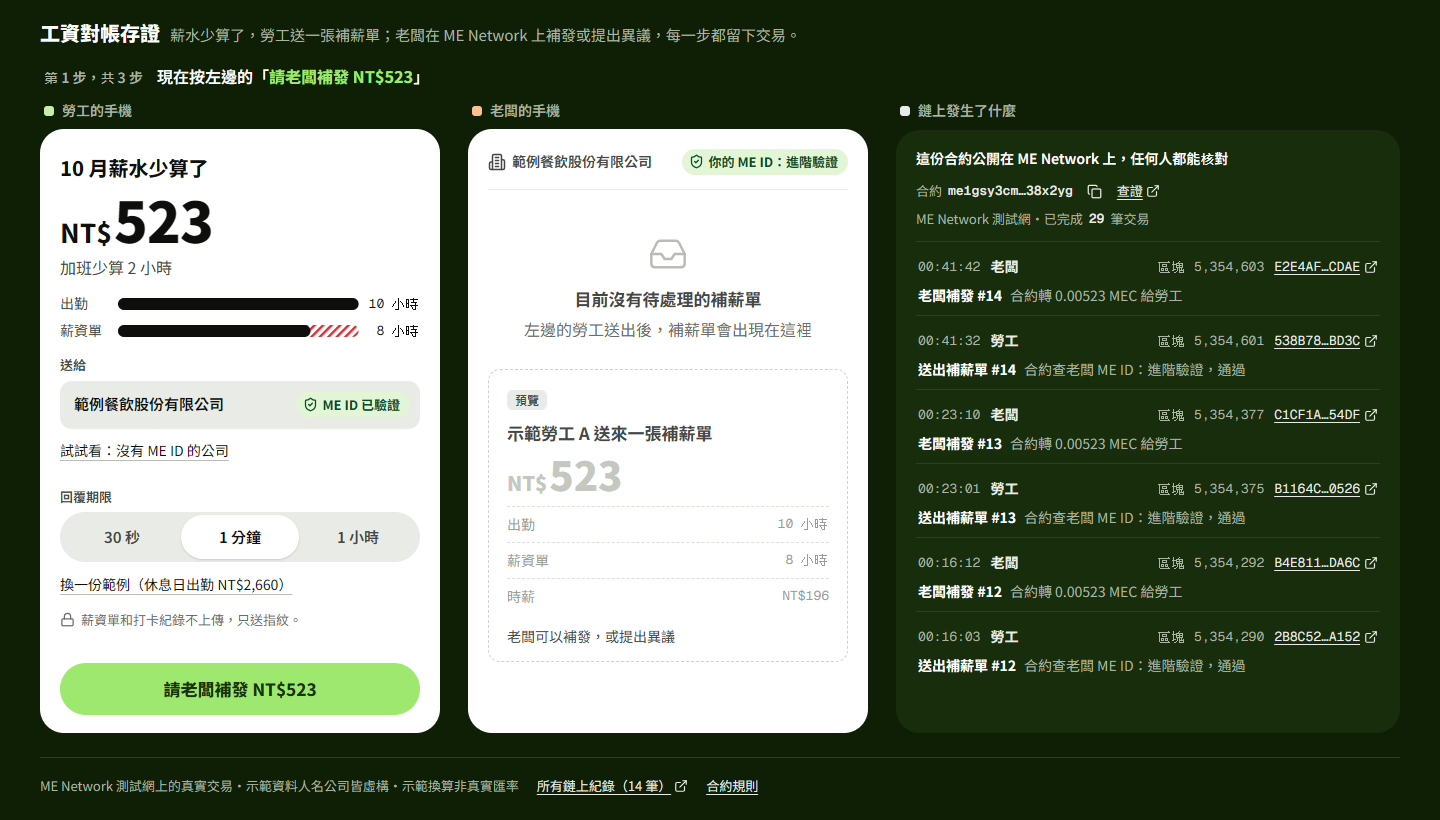 工資對帳存證 薪水少算了，勞工送一張補薪單；老闆在 ME Network 上補發或提出異議，每一步都留下交易。
第 1 步，共 3 步 現在按左邊的「請老闆補發 NT$523」
勞工的手機
10 月薪水少算了
NT$523
加班少算 2 小時
出勤 10 小時
薪資單 8 小時
送給
範例餐飲股份有限公司 ME ID 已驗證
試試看：沒有 ME ID 的公司
回覆期限
30 秒 1 分鐘 1 小時
換一份範例（休息日出勤 NT$2,660）
薪資單和打卡紀錄不上傳，只送指紋。
請老闆補發 NT$523
老闆的手機
範例餐飲股份有限公司 你的 ME ID：進階驗證
目前沒有待處理的補薪單
左邊的勞工送出後，補薪單會出現在這裡
預覽
示範勞工 A 送來一張補薪單
NT$523
出勤 10 小時
薪資單 8 小時
時薪 NT$196
老闆可以補發，或提出異議
鏈上發生了什麼
這份合約公開在 ME Network 上，任何人都能核對
合約 me1gsy3cm…38x2yg 查證
ME Network 測試網・已完成 29 筆交易
00:41:42 老闆 區塊 5,354,603 E2E4AF…CDAE
老闆補發 #14 合約轉 0.00523 MEC 給勞工
00:41:32 勞工 區塊 5,354,601 538B78…BD3C
送出補薪單 #14 合約查老闆 ME ID：進階驗證，通過
00:23:10 老闆 區塊 5,354,377 C1CF1A…54DF
老闆補發 #13 合約轉 0.00523 MEC 給勞工
00:23:01 勞工 區塊 5,354,375 B1164C…0526
送出補薪單 #13 合約查老闆 ME ID：進階驗證，通過
00:16:12 老闆 區塊 5,354,292 B4E811…DA6C
老闆補發 #12 合約轉 0.00523 MEC 給勞工
00:16:03 勞工 區塊 5,354,290 2B8C52…A152
送出補薪單 #12 合約查老闆 ME ID：進階驗證，通過
ME Network 測試網上的真實交易・示範資料人名公司皆虛構・示範換算非真實匯率 所有鏈上紀錄（14 筆） 合約規則